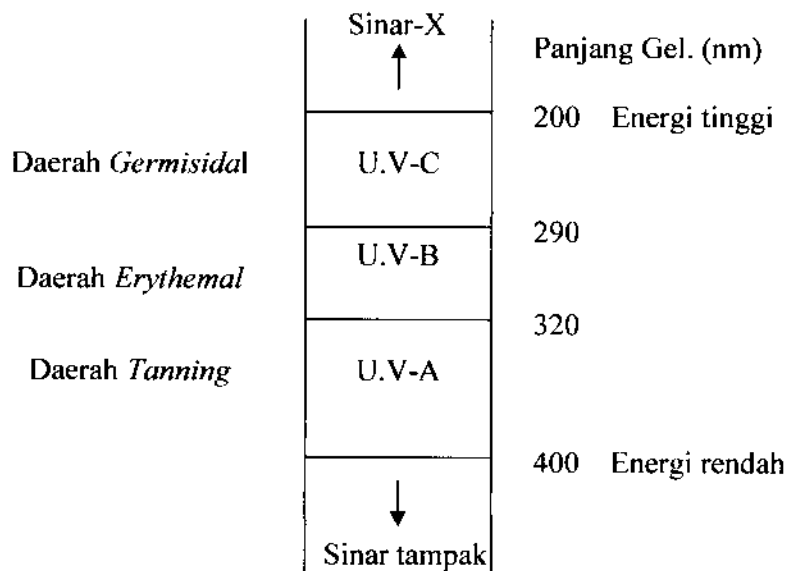 Sinar-X
Panjang Gel. (nm)
200 Energi tinggi
Daerah Germisidal
U.V-C
290
U.V-B
Daerah Erythemal
320
Daerah Tanning
U.V-A
400 Energi rendah
Sinar tampak